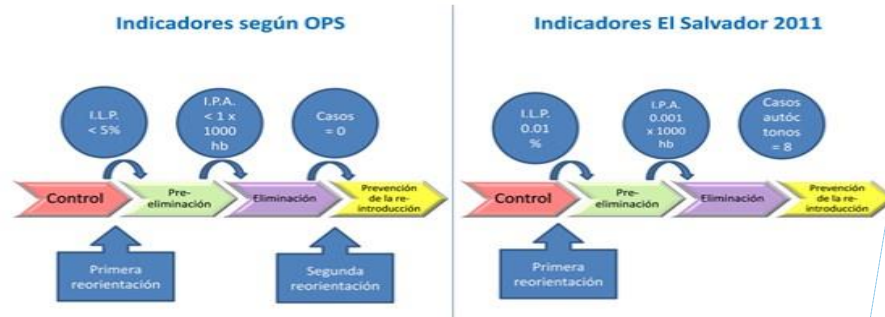 Indicadores según OPS
I.L.P.
< 5%
I.P.A.
< 1 x
1000
hb
Casos
= 0
Control
Pre-
eliminación
Eliminación
Prevención
de la re-
introducción
Primera
reorientación
Segunda
reorientación
Indicadores El Salvador 2011
I.L.P.
0.01
%
I.P.A.
0.001
x 1000
hb
Casos
autóc
tonos
= 8
Control
Pre-
eliminación
Eliminación
Prevención
de la re-
introducción
Primera
reorientación